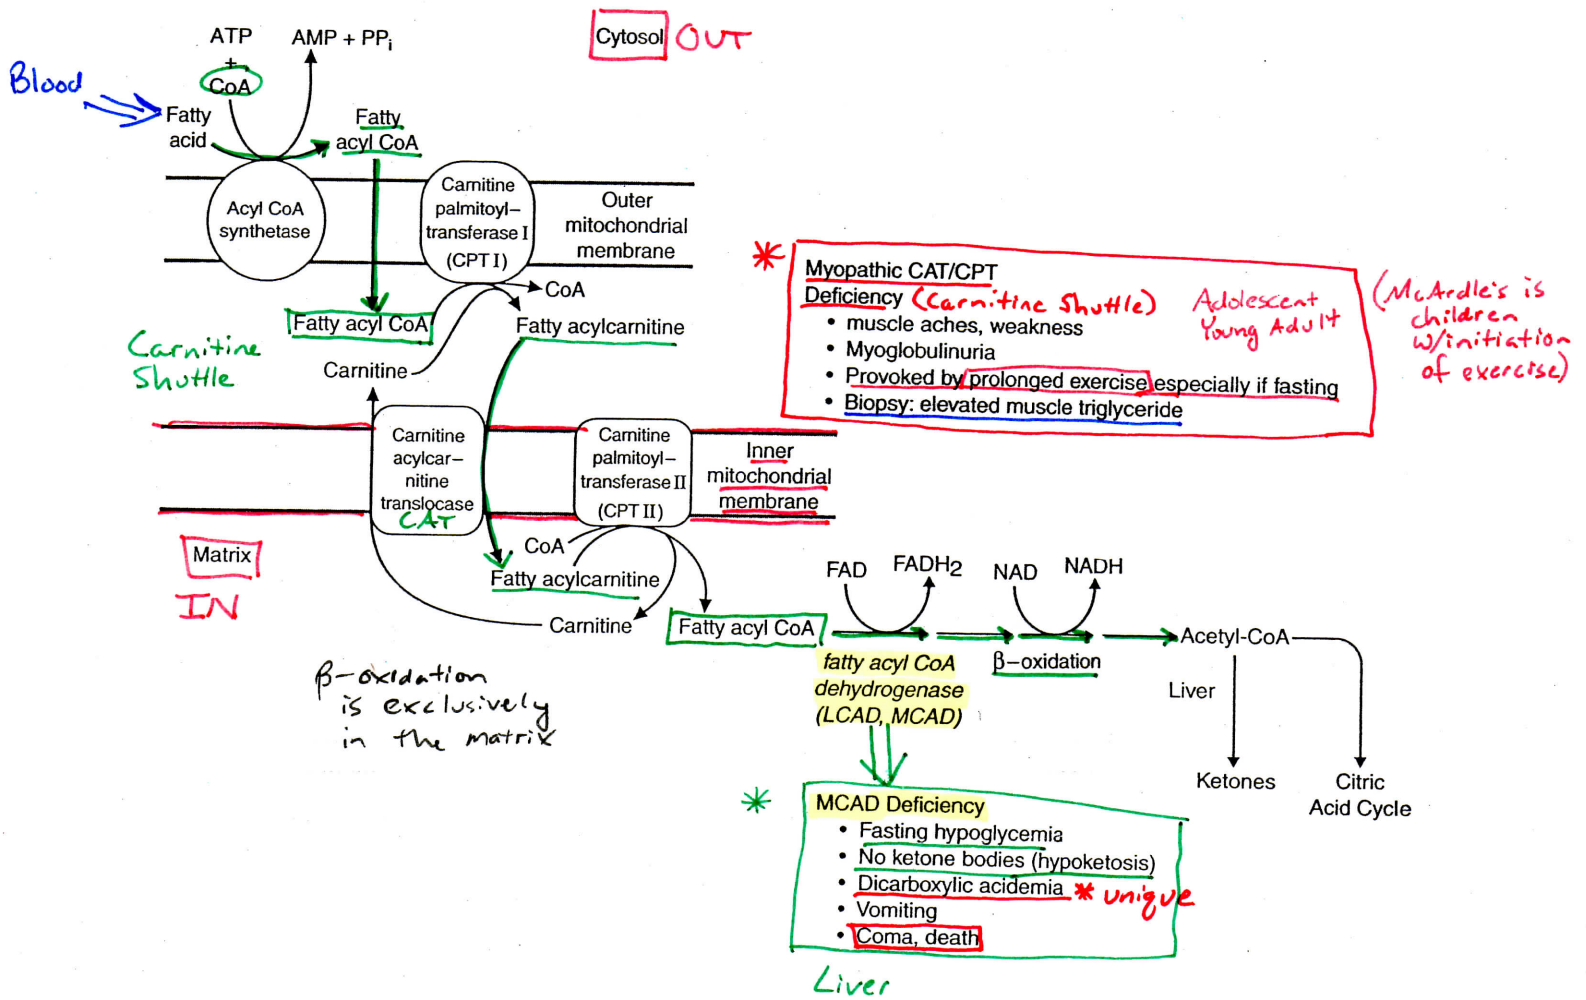 Cytosol OUT
ATP
+
CoA
AMP + PPi
Blood
Fatty
acid
Fatty
acyl CoA
Acyl CoA
synthetase
Carnitine
palmitoyl–
transferase I
(CPT I)
Outer
mitochondrial
membrane
CoA
Fatty acyl CoA
Fatty acylcarnitine
Carnitine
Shuttle
Carnitine
Myopathic CAT/CPT
Deficiency (Carnitine Shuttle)
• muscle aches, weakness
• Myoglobulinuria
• Provoked by prolonged exercise especially if fasting
• Biopsy: elevated muscle triglyceride
Adolescent
Young Adult
(McArdle's is
children
w/initiation
of exercise)
Carnitine
acylcar–
nitine
translocase
CAT
Carnitine
palmitoyl–
transferase II
(CPT II)
Inner
mitochondrial
membrane
Matrix
IN
CoA
Fatty acylcarnitine
Carnitine
Fatty acyl CoA
FAD
FADH2
NAD
NADH
fatty acyl CoA
dehydrogenase
(LCAD, MCAD)
β–oxidation
Acetyl-CoA
Liver
Ketones
Citric
Acid Cycle
β-oxidation
is exclusively
in the matrix
MCAD Deficiency
• Fasting hypoglycemia
• No ketone bodies (hypoketosis)
• Dicarboxylic acidemia * unique
• Vomiting
• Coma, death
Liver